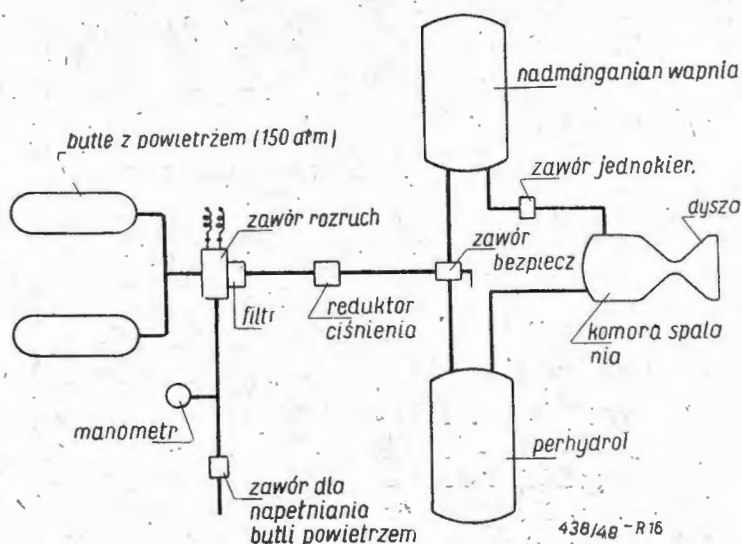 nadmanganian wapnia
butle z powietrzem (150 atm)
zawór jednokier.
dysza
zawór rozruch
zawór
bezpiecz
filtr
reduktor
ciśnienia
komora spala
nia
manometr
perhydrol
zawór dla
napełniania
butli powietrzem
438/48 - R16